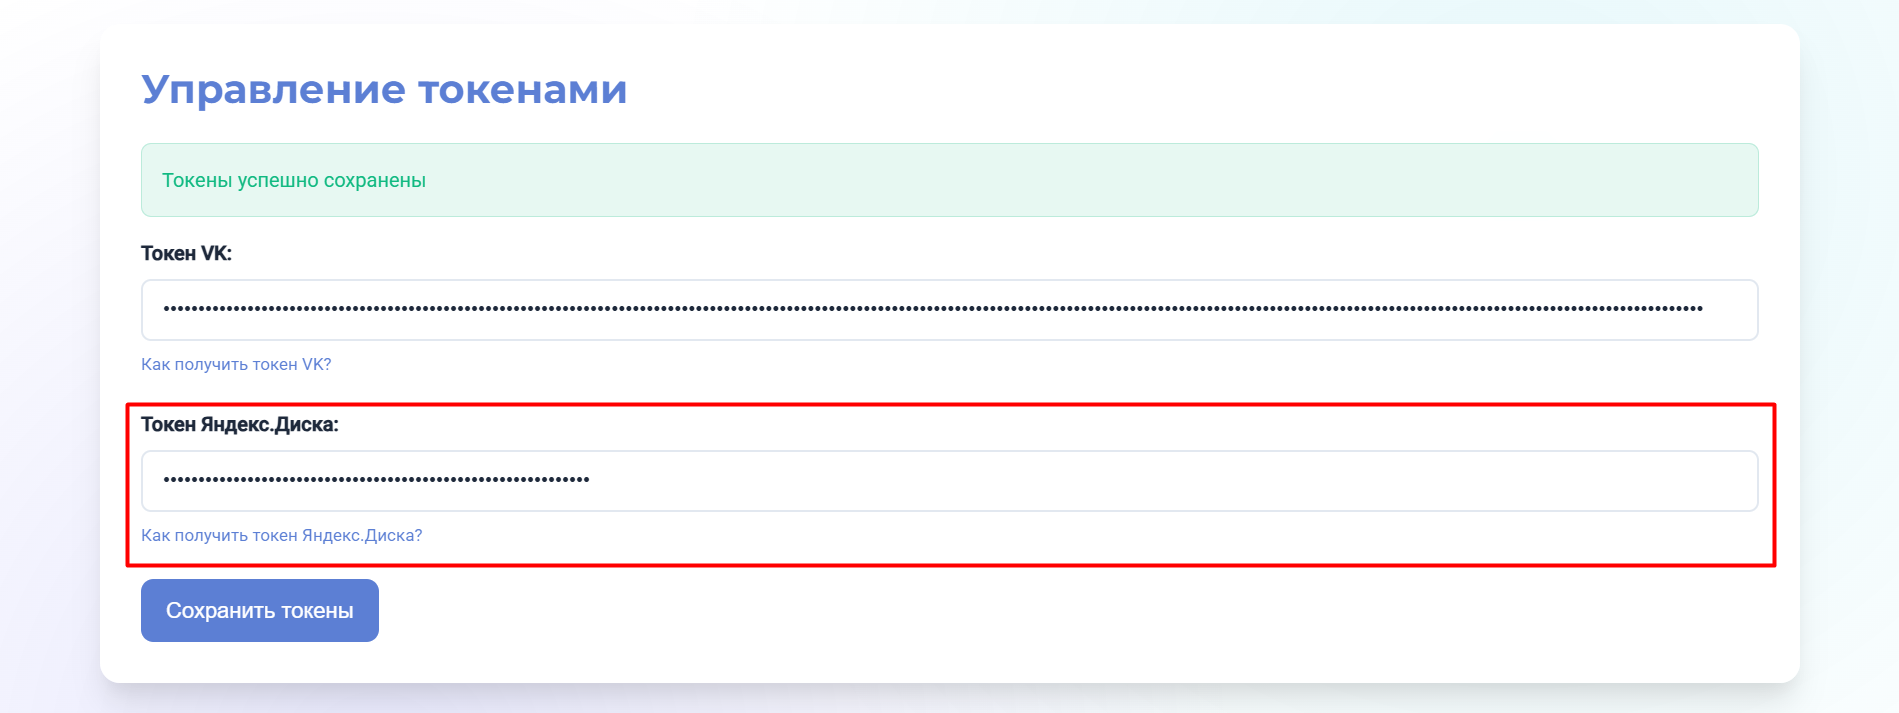 Управление токенами
Токены успешно сохранены
Токен VK:
Как получить токен VK?
Токен Яндекс.Диска:
Как получить токен Яндекс.Диска?
Сохранить токены